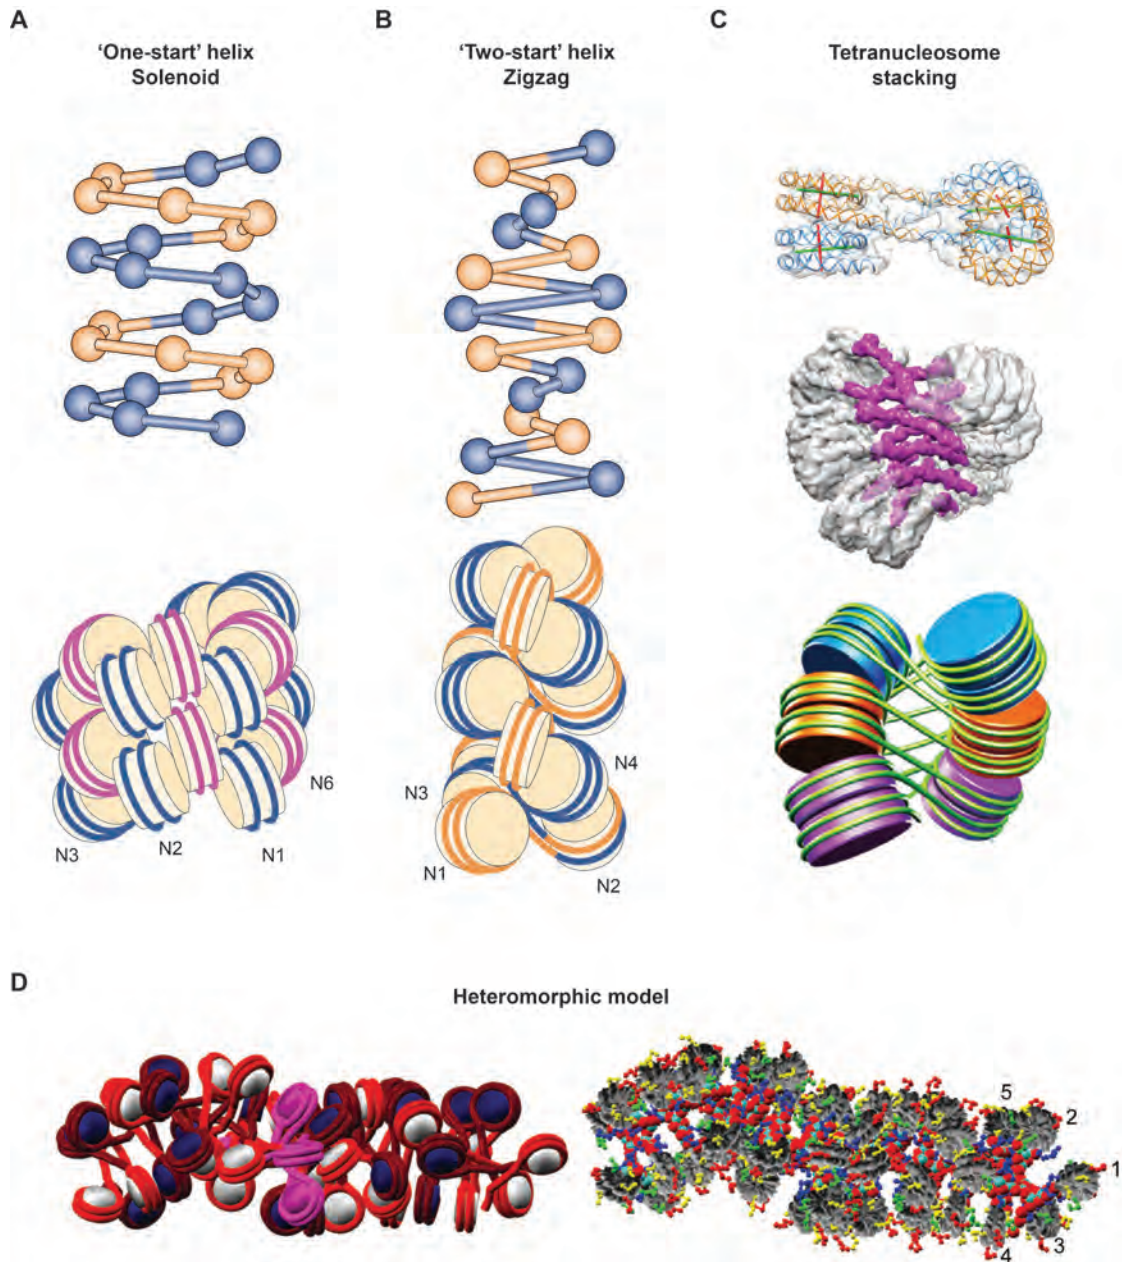 A
B
C
'One-start' helix
Solenoid
'Two-start' helix
Zigzag
Tetranucleosome
stacking
N6
N3
N2
N1
N4
N3
N1
N2
D
Heteromorphic model
5
2
1
3
4